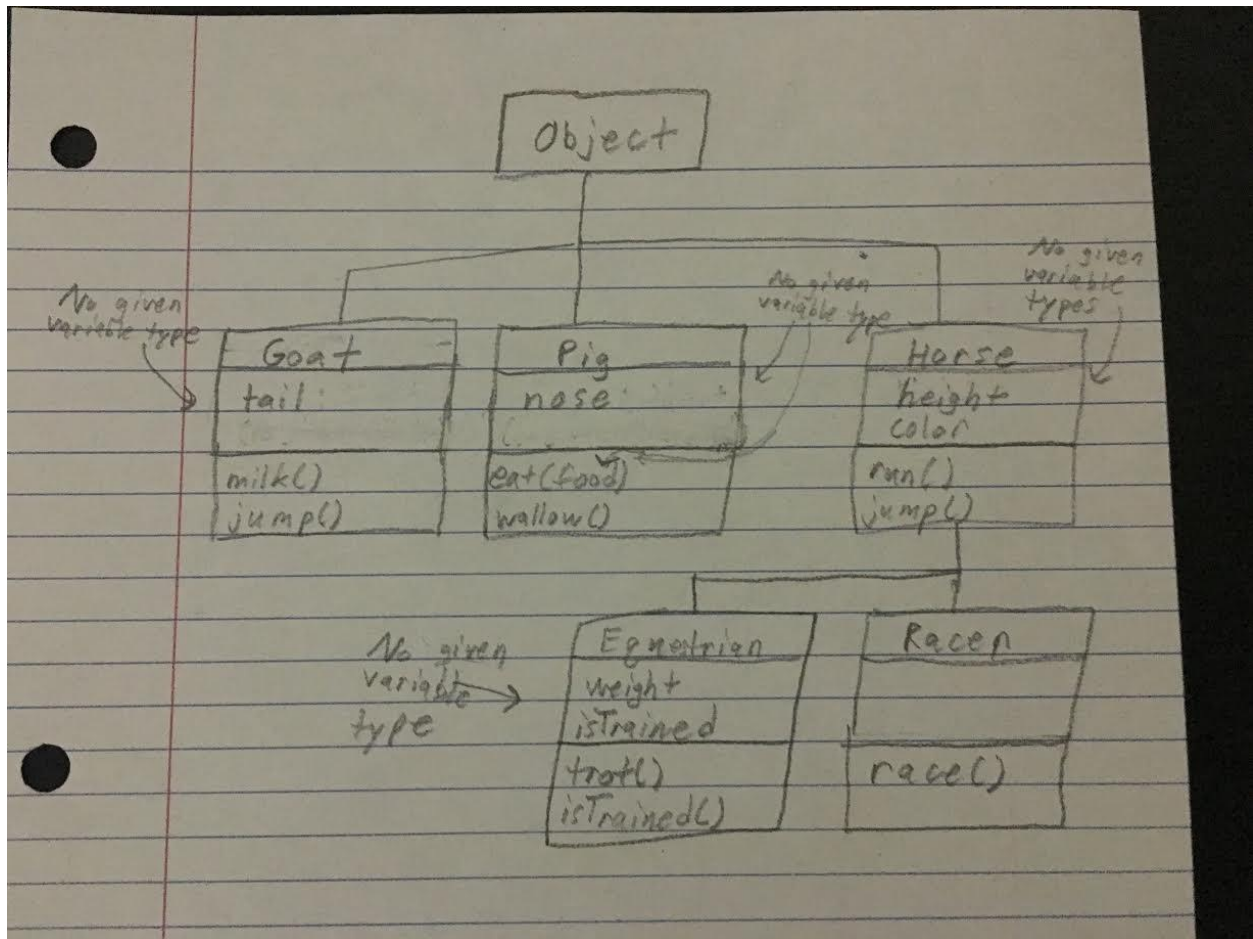 Object
No given
variable
types
No given
variable type
No given
variable type
Goat
tail
milk()
jump()
Pig
nose
eat(food)
wallow()
Horse
height
color
run()
jump()
No given
variable
type
Equestrian
weight
isTrained
trot()
isTrained()
Racer
race()